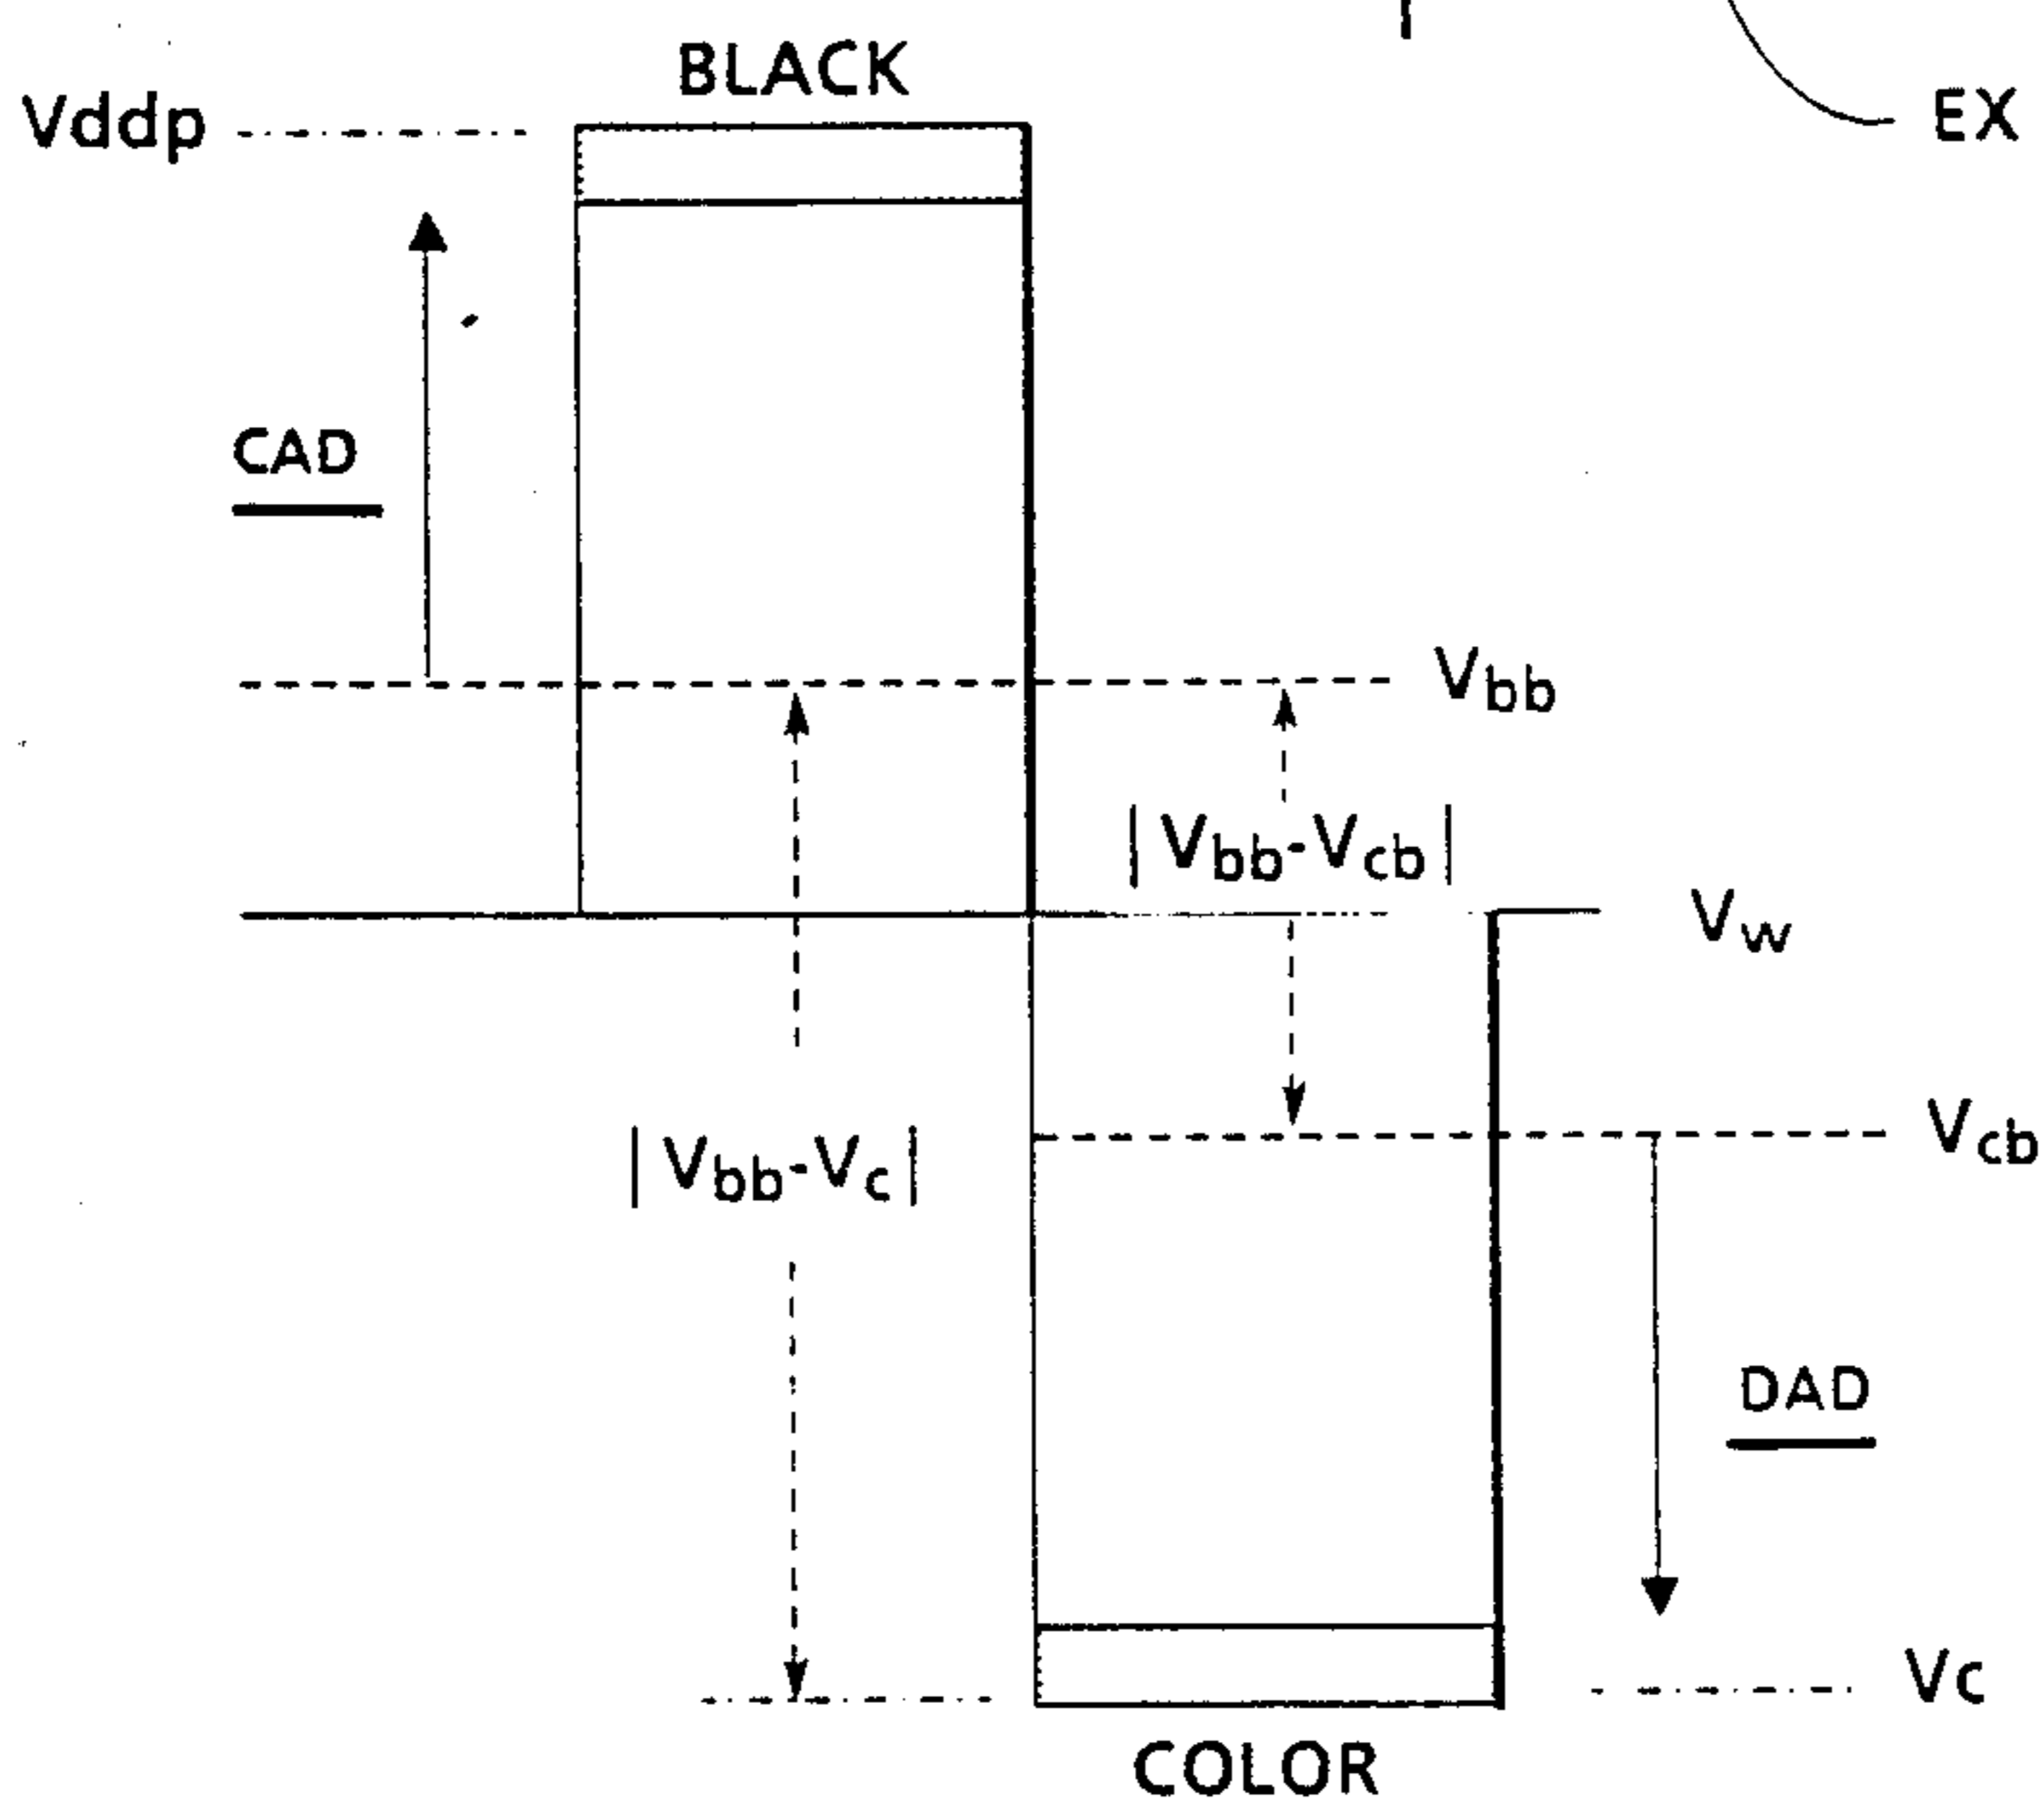 BLACK
Vddp
EX
CAD
Vbb
|Vbb-Vcb|
Vw
Vcb
|Vbb-Vc|
DAD
Vc
COLOR